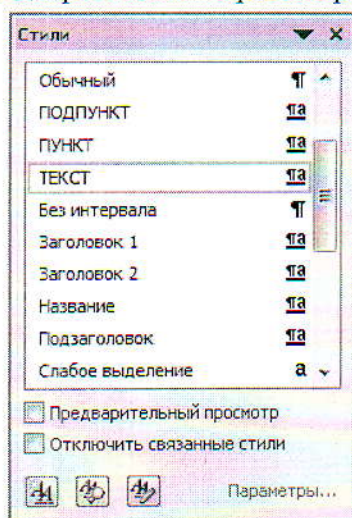 Стили
Обычный ¶
ПОДПУНКТ ¶a
ПУНКТ ¶a
ТЕКСТ ¶a
Без интервала ¶
Заголовок 1 ¶a
Заголовок 2 ¶a
Название ¶a
Подзаголовок ¶a
Слабое выделение a
Предварительный просмотр
Отключить связанные стили
Параметры...